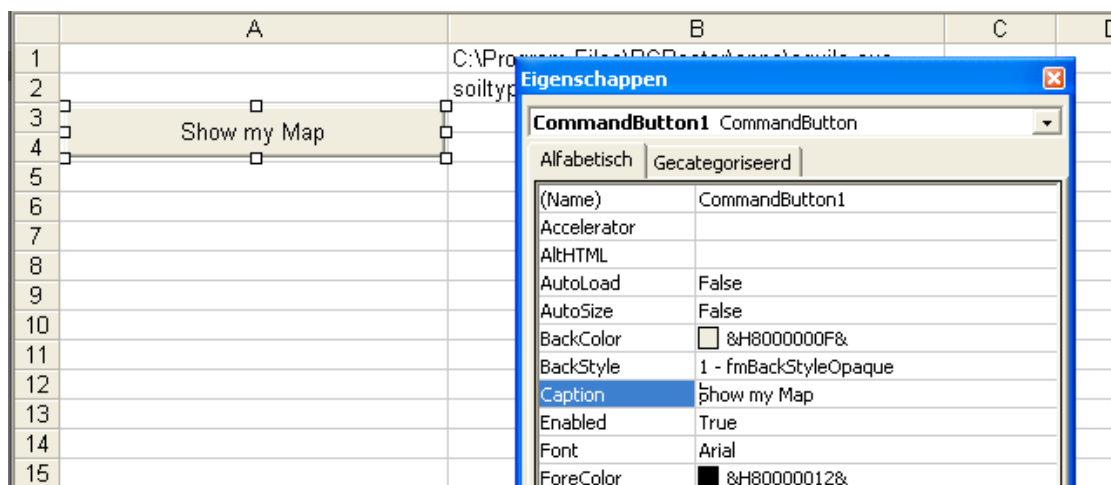 A B C
1 C:\Pro
2 soiltyp
Eigenschappen
3
Show my Map
4
CommandButton1 CommandButton
5
Alfabetisch Gecategoriseerd
6
(Name) CommandButton1
7
Accelerator
8
AltHTML
9
AutoLoad False
10
AutoSize False
11
BackColor &H8000000F&
12
BackStyle 1 - fmBackStyleOpaque
13
Caption Show my Map
14
Enabled True
15
Font Arial
ForeColor &H80000012&